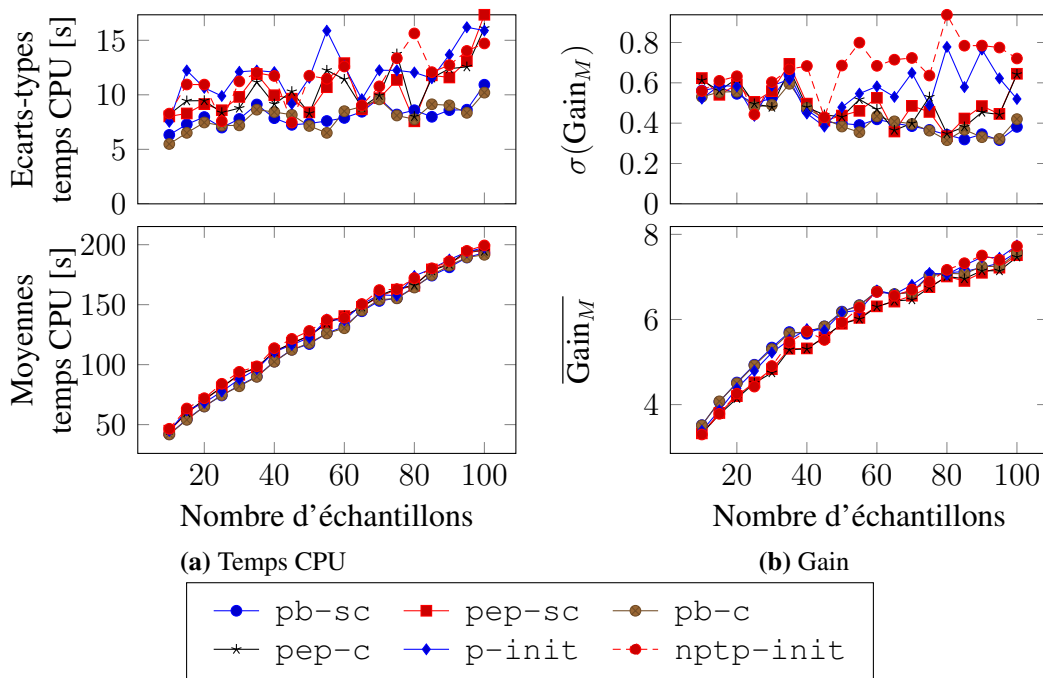 Ecarts-types
temps CPU [s]
15
10
5
0
σ(Gain_M)
0.8
0.6
0.4
0.2
0
Moyennes
temps CPU [s]
200
150
100
50
20 40 60 80 100
Nombre d'échantillons
(a) Temps CPU
Gain_M
8
6
4
20 40 60 80 100
Nombre d'échantillons
(b) Gain
pb-sc pep-sc pb-c
pep-c p-init nptp-init